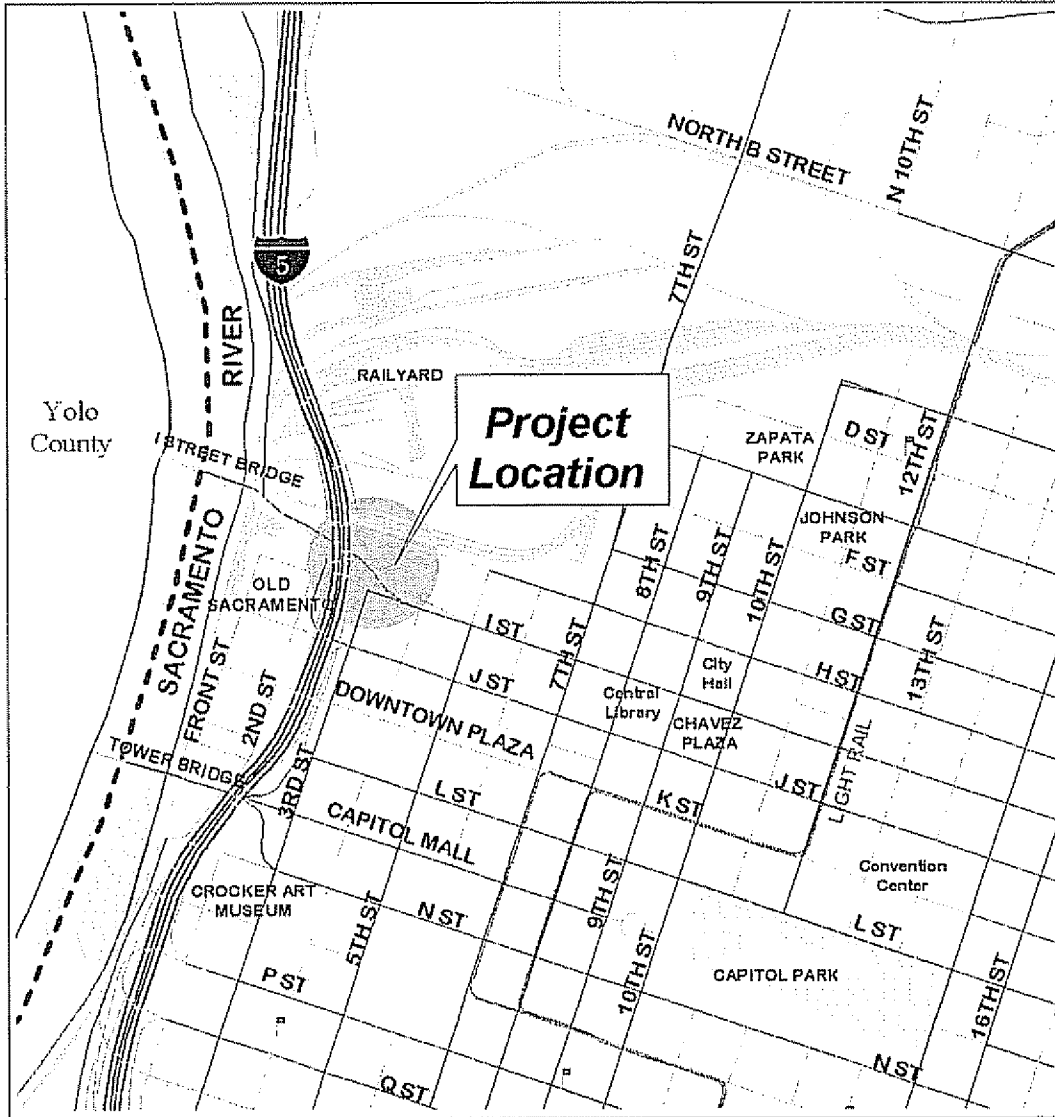 NORTH B STREET
N 10TH ST
7TH ST
5
RIVER
RAILYARD
Yolo
County
I STREET BRIDGE
Project
Location
ZAPATA
PARK
D ST
12TH ST
JOHNSON
PARK
F ST
SACRAMENTO
OLD
SACRAMENTO
8TH ST
9TH ST
10TH ST
G ST
I ST
7TH ST
H ST
13TH ST
FRONT ST
2ND ST
J ST
City
Hall
Central
Library
CHAVEZ
PLAZA
DOWNTOWN PLAZA
TOWER BRIDGE
3RD ST
L ST
K ST
J ST
LIGHT RAIL
CAPITOL MALL
Convention
Center
CROCKER ART
MUSEUM
5TH ST
N ST
9TH ST
L ST
P ST
10TH ST
CAPITOL PARK
16TH ST
Q ST
N ST